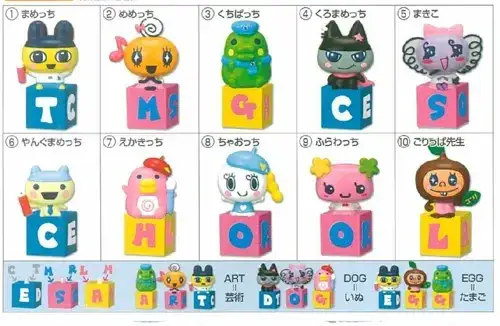 ① まめっち
② めめっち
③ くちぱっち
④ くろまめっち
⑤ まきこ
T C
M S
G
C E
S O
⑥ やんぐまめっち
⑦ えかきっち
⑧ ちゃおっち
⑨ ふらわっち
⑩ ごりっぱ先生
C E
H
O
O
L
C T M R L H
E S A
A R T C
ART
=
芸術
D O G
DOG
=
いぬ
E G G
EGG
=
たまご